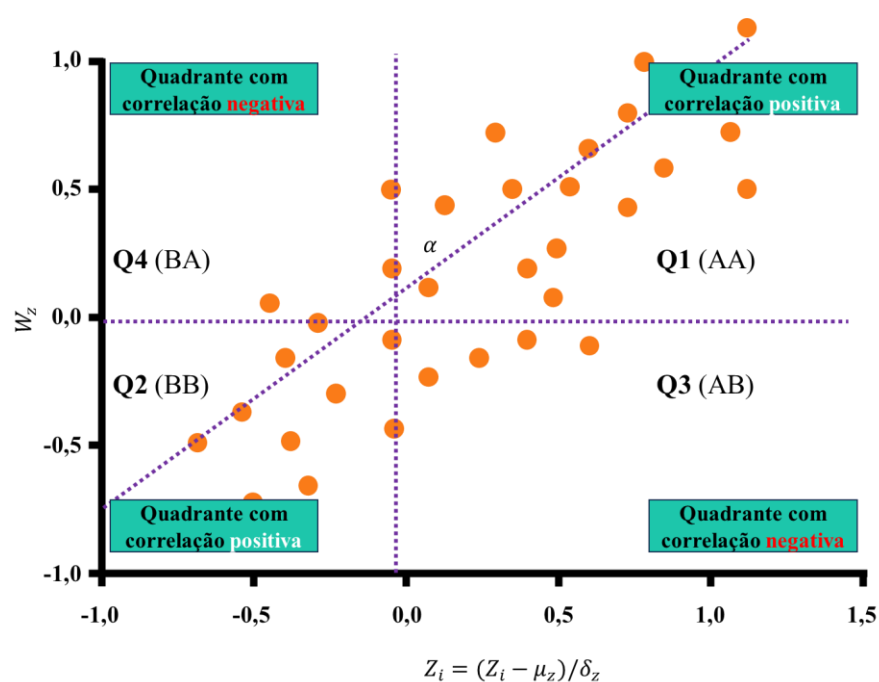 1,0
Quadrante com
correlação negativa
Quadrante com
correlação positiva
0,5
α
Q4 (BA)
Q1 (AA)
W_z
0,0
Q2 (BB)
Q3 (AB)
-0,5
Quadrante com
correlação positiva
Quadrante com
correlação negativa
-1,0
-1,0 -0,5 0,0 0,5 1,0 1,5
Z_i = (Z_i − μ_z)/δ_z